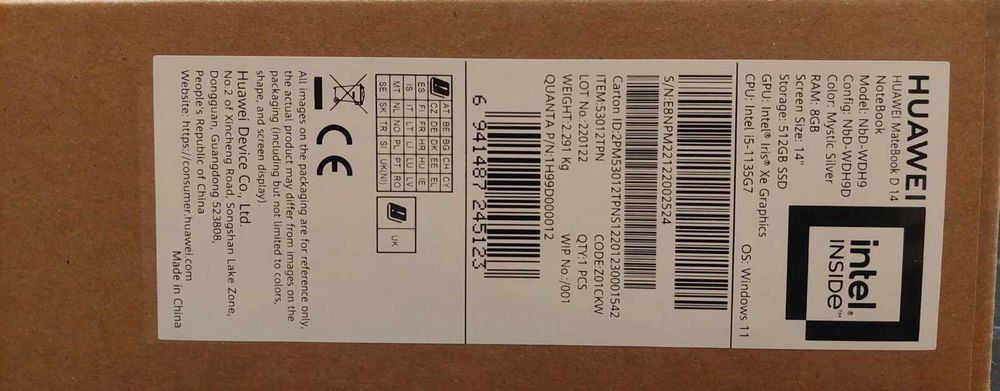 HUAWEI
HUAWEI MateBook D 14
NoteBook
Model: NbD-WDH9
Config: NbD-WDH9D
Color: Mystic Silver
RAM: 8GB
Screen Size: 14"
Storage: 512GB SSD
GPU: Intel® Iris® Xe Graphics
CPU: Intel i5-1135G7
OS: Windows 11
intel®
INSIDE™
S/N:E8NPM22122002524
Carton ID:2PM53012TPNS12201230001542
ITEM:53012TPN CODE:Z01CKW
LOT NO.:220122 QTY:1 PCS
WEIGHT:2.291 Kg WIP No.:/001
QUANTA P/N:1H09D000012
6 941487 245123
AT BE BG CH CY
CZ DE DK EE EL
ES FI FR HR HU IE
IS IT LT LI LU LV
MT NL NO PL PT RO
SE SK TR SI UK(NI)
UK
CE
All images on the packaging are for reference only,
the actual product may differ from images on the
packaging (including but not limited to colors,
shape, and screen display).
Huawei Device Co., Ltd.
No.2 of Xincheng Road, Songshan Lake Zone,
Dongguan, Guangdong 523808,
People's Republic of China
Website: https://consumer.huawei.com
Made in China